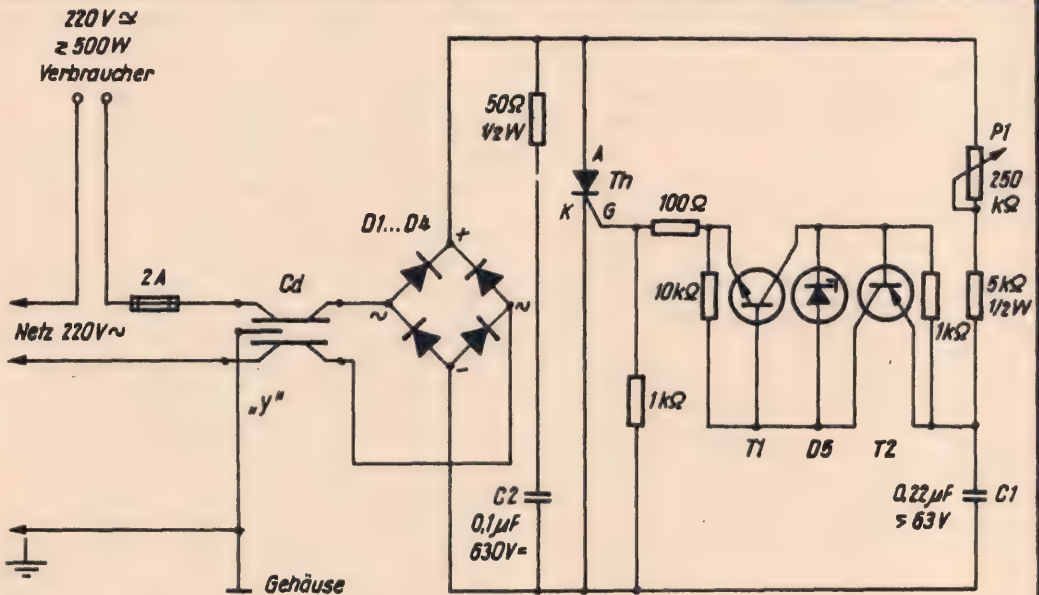 220V ≂
≥ 500W
Verbraucher
2A
Netz 220V~
Cd
„y"
Gehäuse
D1...D4
+
~
~
-
50Ω
1/2W
C2
0,1µF
630V=
A
Th
K
G
100Ω
10kΩ
1kΩ
T1
D5
T2
1kΩ
P1
250
kΩ
5kΩ
1/2W
0,22µF
≤ 63V
C1